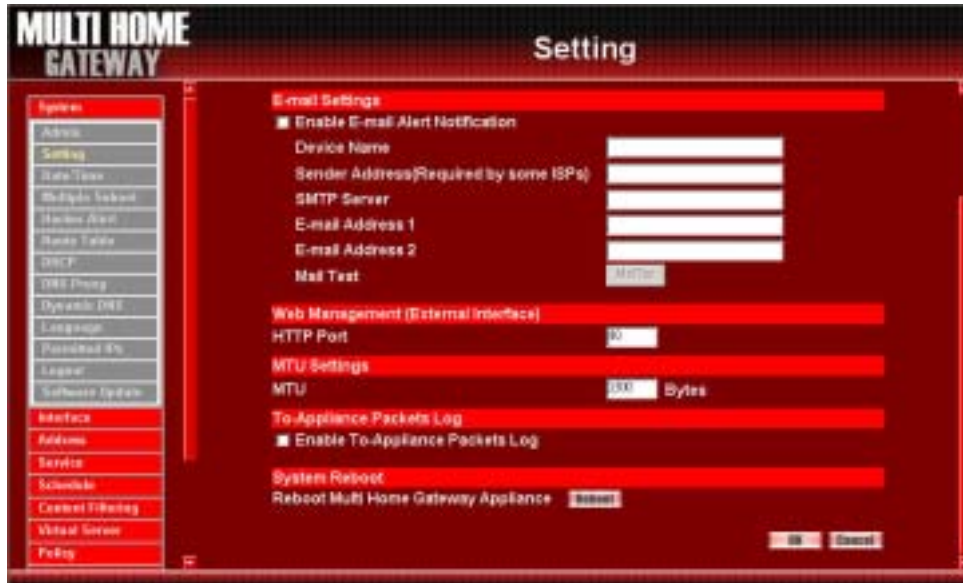 MULTI HOME
GATEWAY
Setting
System
Admin
Setting
Date/Time
Multiple Subnet
Hacker Alert
Route Table
DHCP
DNS Proxy
Dynamic DNS
Language
Permitted IPs
Logout
Software Update
Interface
Address
Service
Schedule
Content Filtering
Virtual Server
Policy
E-mail Settings
Enable E-mail Alert Notification
Device Name
Sender Address(Required by some ISPs)
SMTP Server
E-mail Address 1
E-mail Address 2
Mail Test
Web Management (External Interface)
HTTP Port 80
MTU Settings
MTU Bytes
To-Appliance Packets Log
Enable To-Appliance Packets Log
System Reboot
Reboot Multi Home Gateway Appliance Reboot
OK Cancel